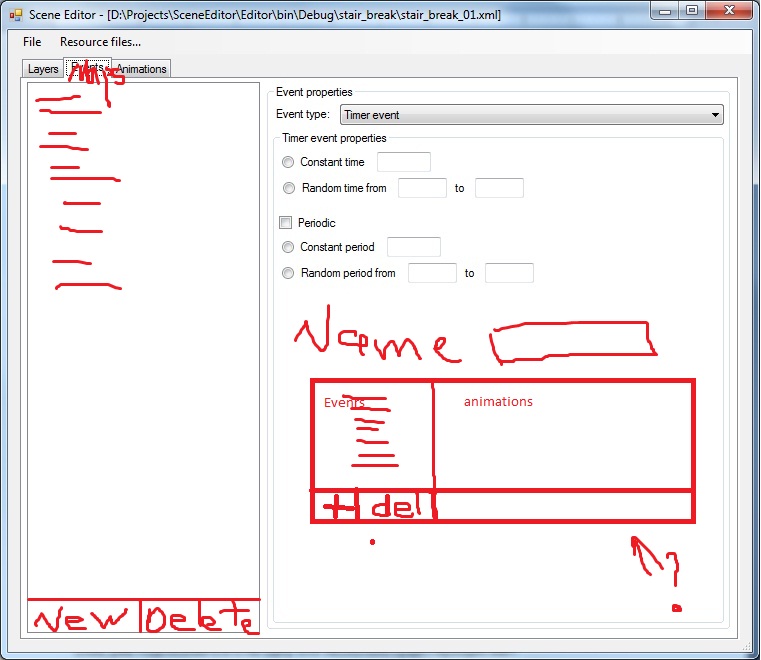 Scene Editor - [D:\Projects\SceneEditor\Editor\bin\Debug\stair_break\stair_break_01.xml]
File Resource files...
Layers Events Animations
Event properties
Event type: Timer event
Timer event properties
Constant time
Random time from to
Periodic
Constant period
Random period from to
Name
Events animations
+ del
?
New Delete